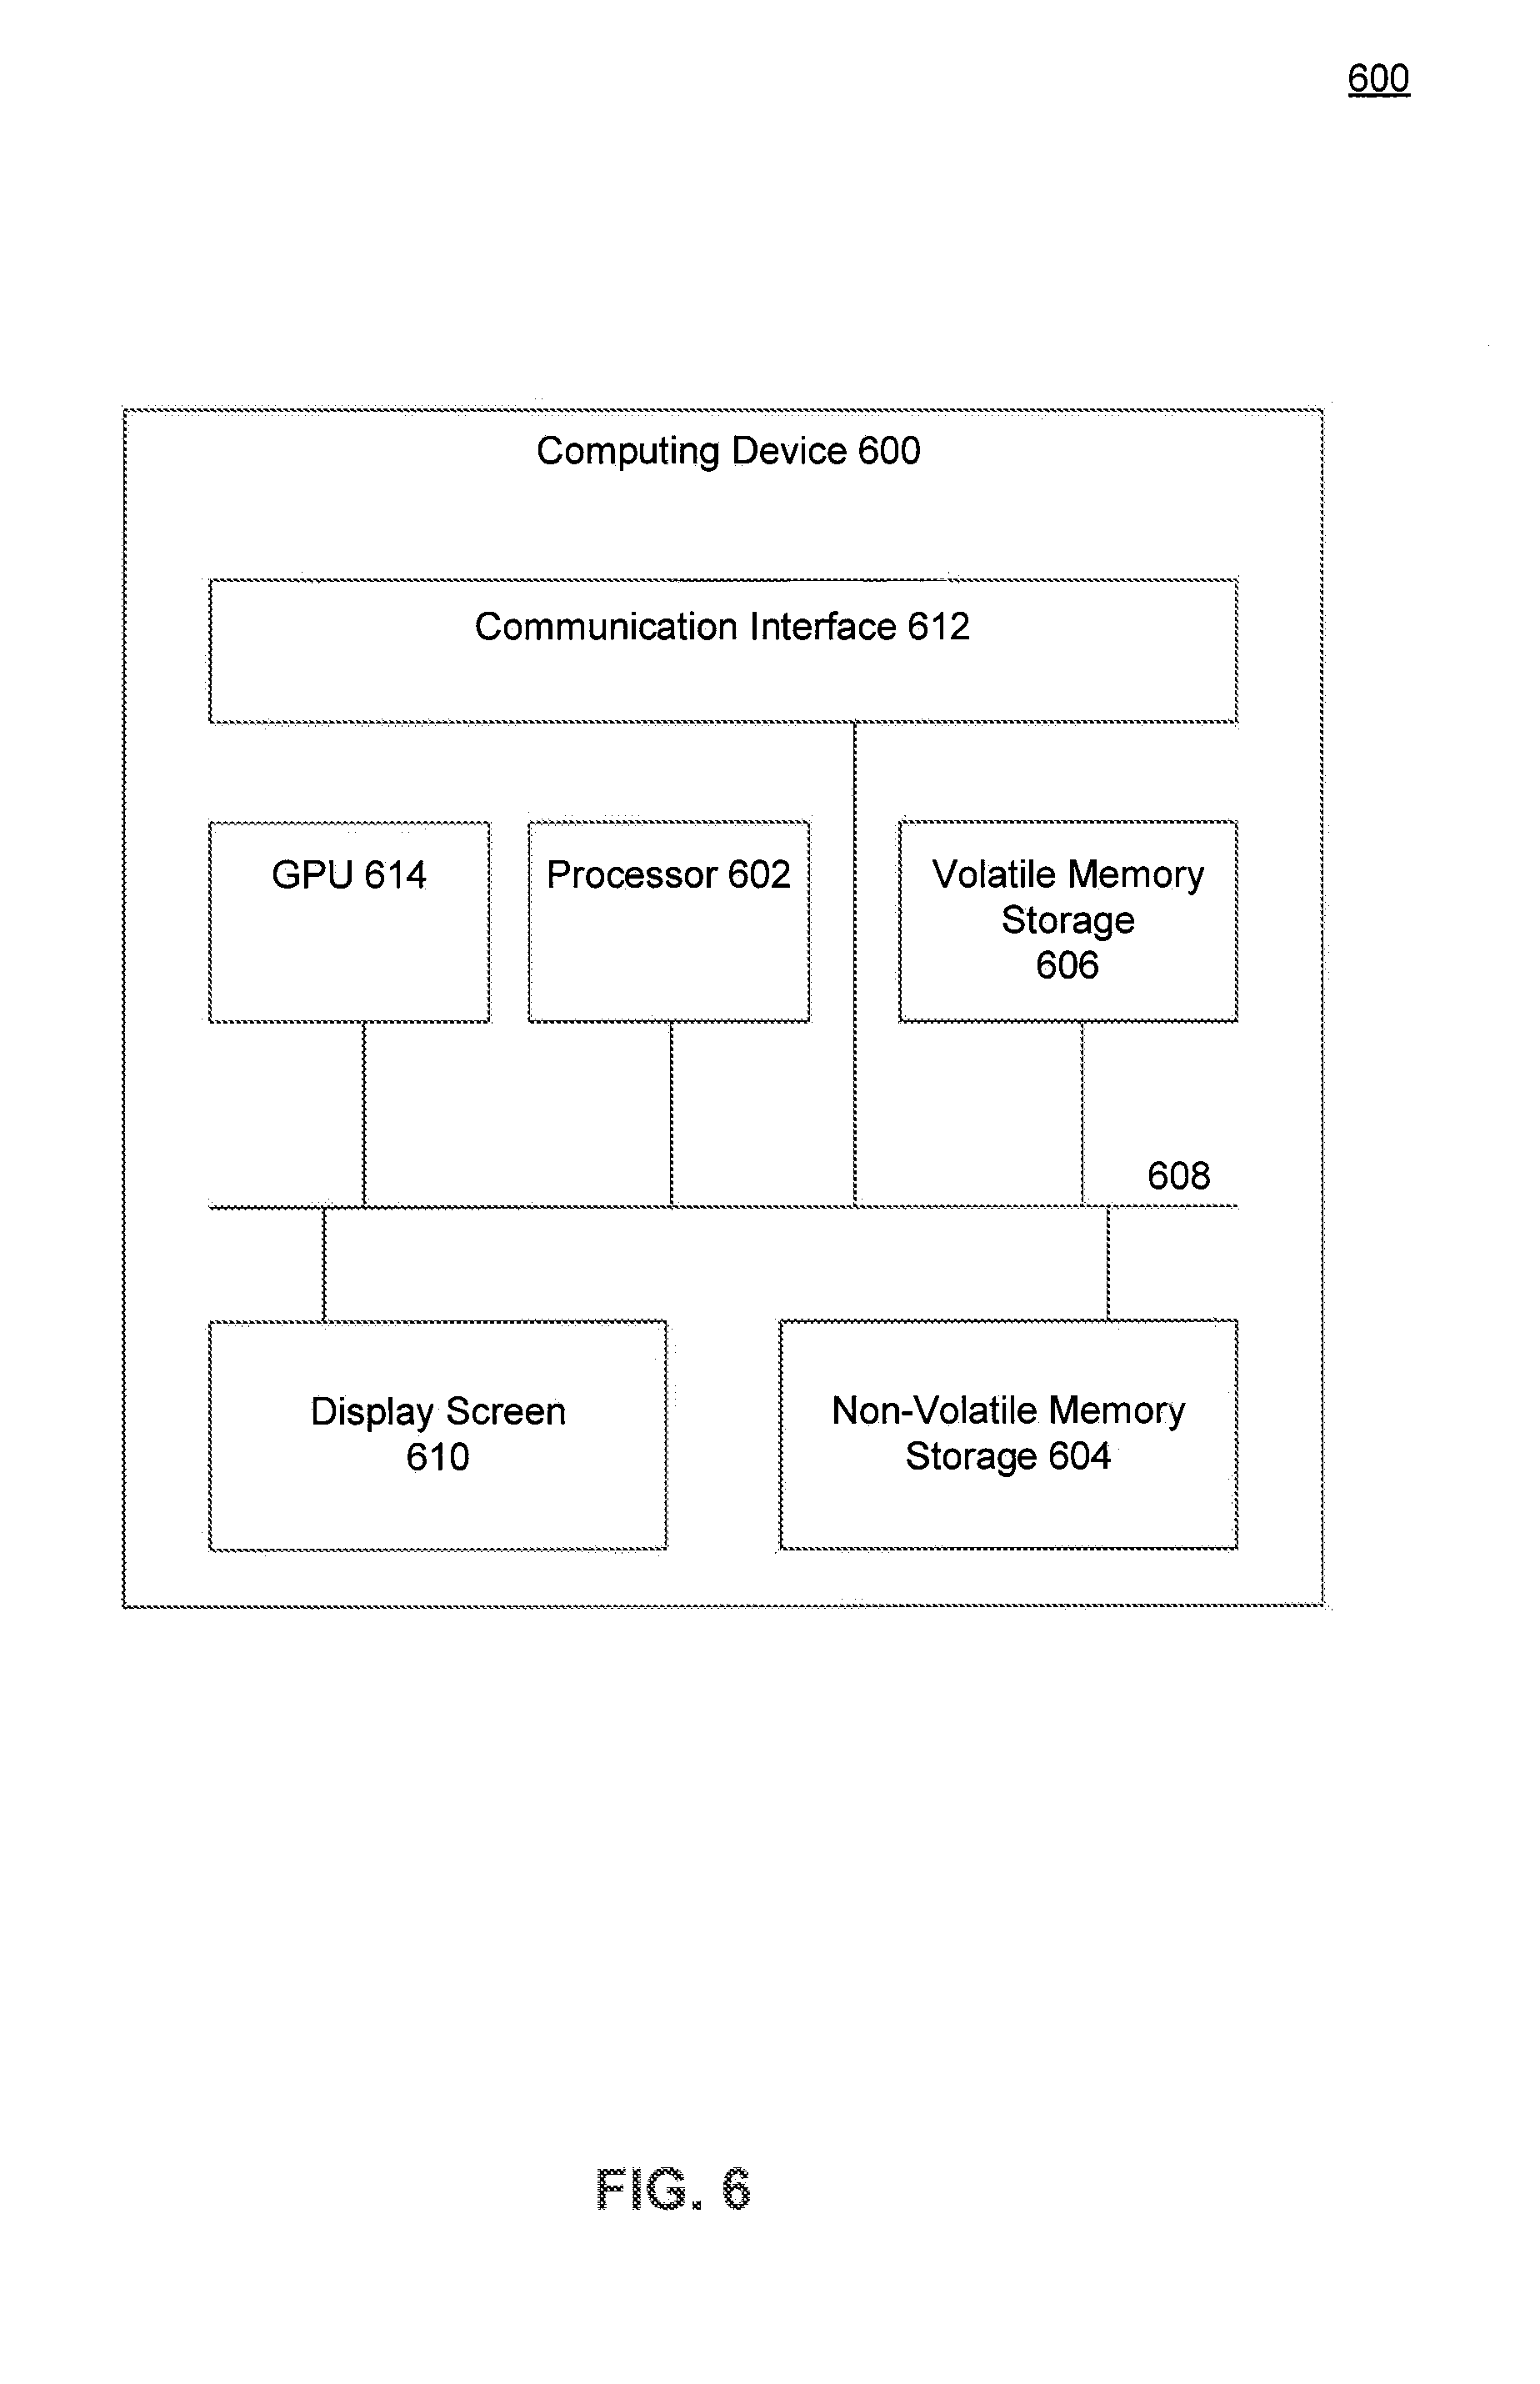 600
Computing Device 600
Communication Interface 612
GPU 614
Processor 602
Volatile Memory
Storage
606
608
Display Screen
610
Non-Volatile Memory
Storage 604
FIG. 6